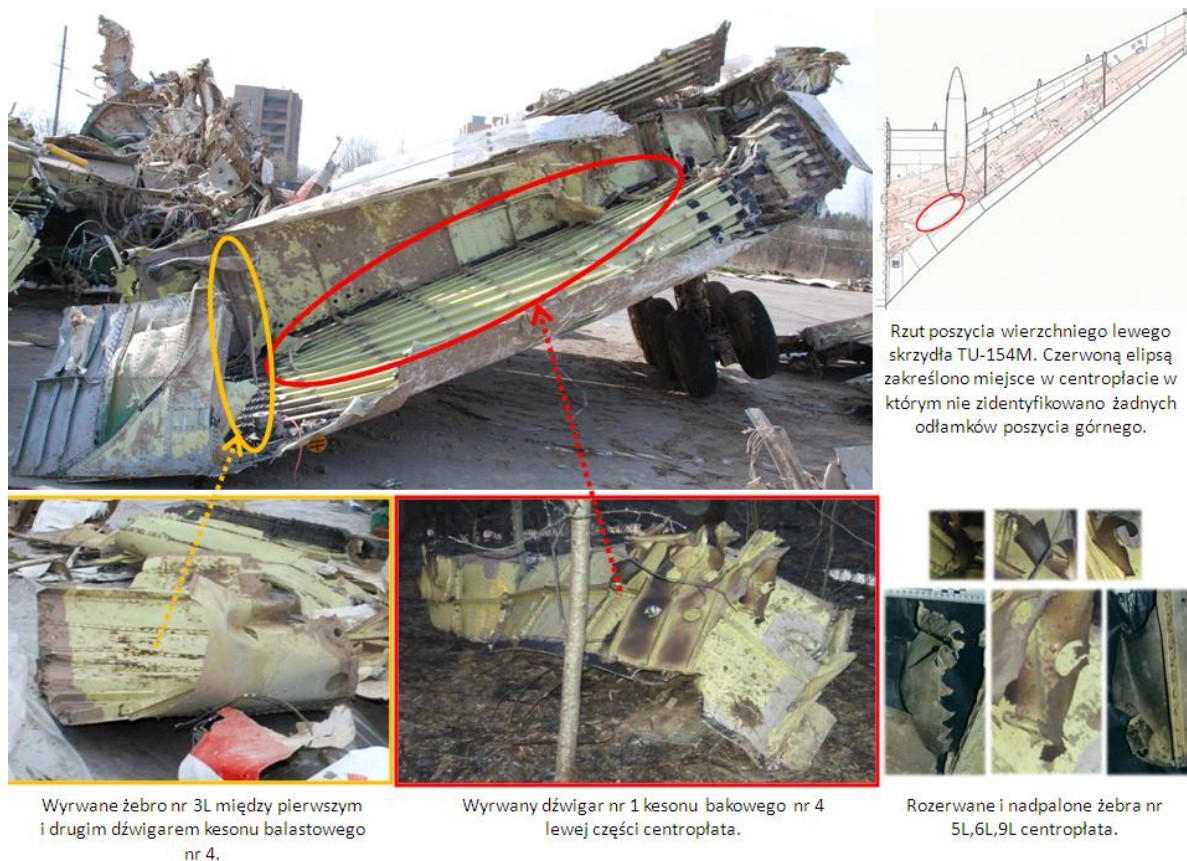 Rzut poszycia wierzchniego lewego
skrzydła TU-154M. Czerwoną elipsą
zakreślono miejsce w centropłacie w
którym nie zidentyfikowano żadnych
odłamków poszycia górnego.
Wyrwane żebro nr 3L między pierwszym
i drugim dźwigarem kesonu balastowego
nr 4.
Wyrwany dźwigar nr 1 kesonu bakowego nr 4
lewej części centropłata.
Rozerwane i nadpalone żebra nr
5L,6L,9L centropłata.